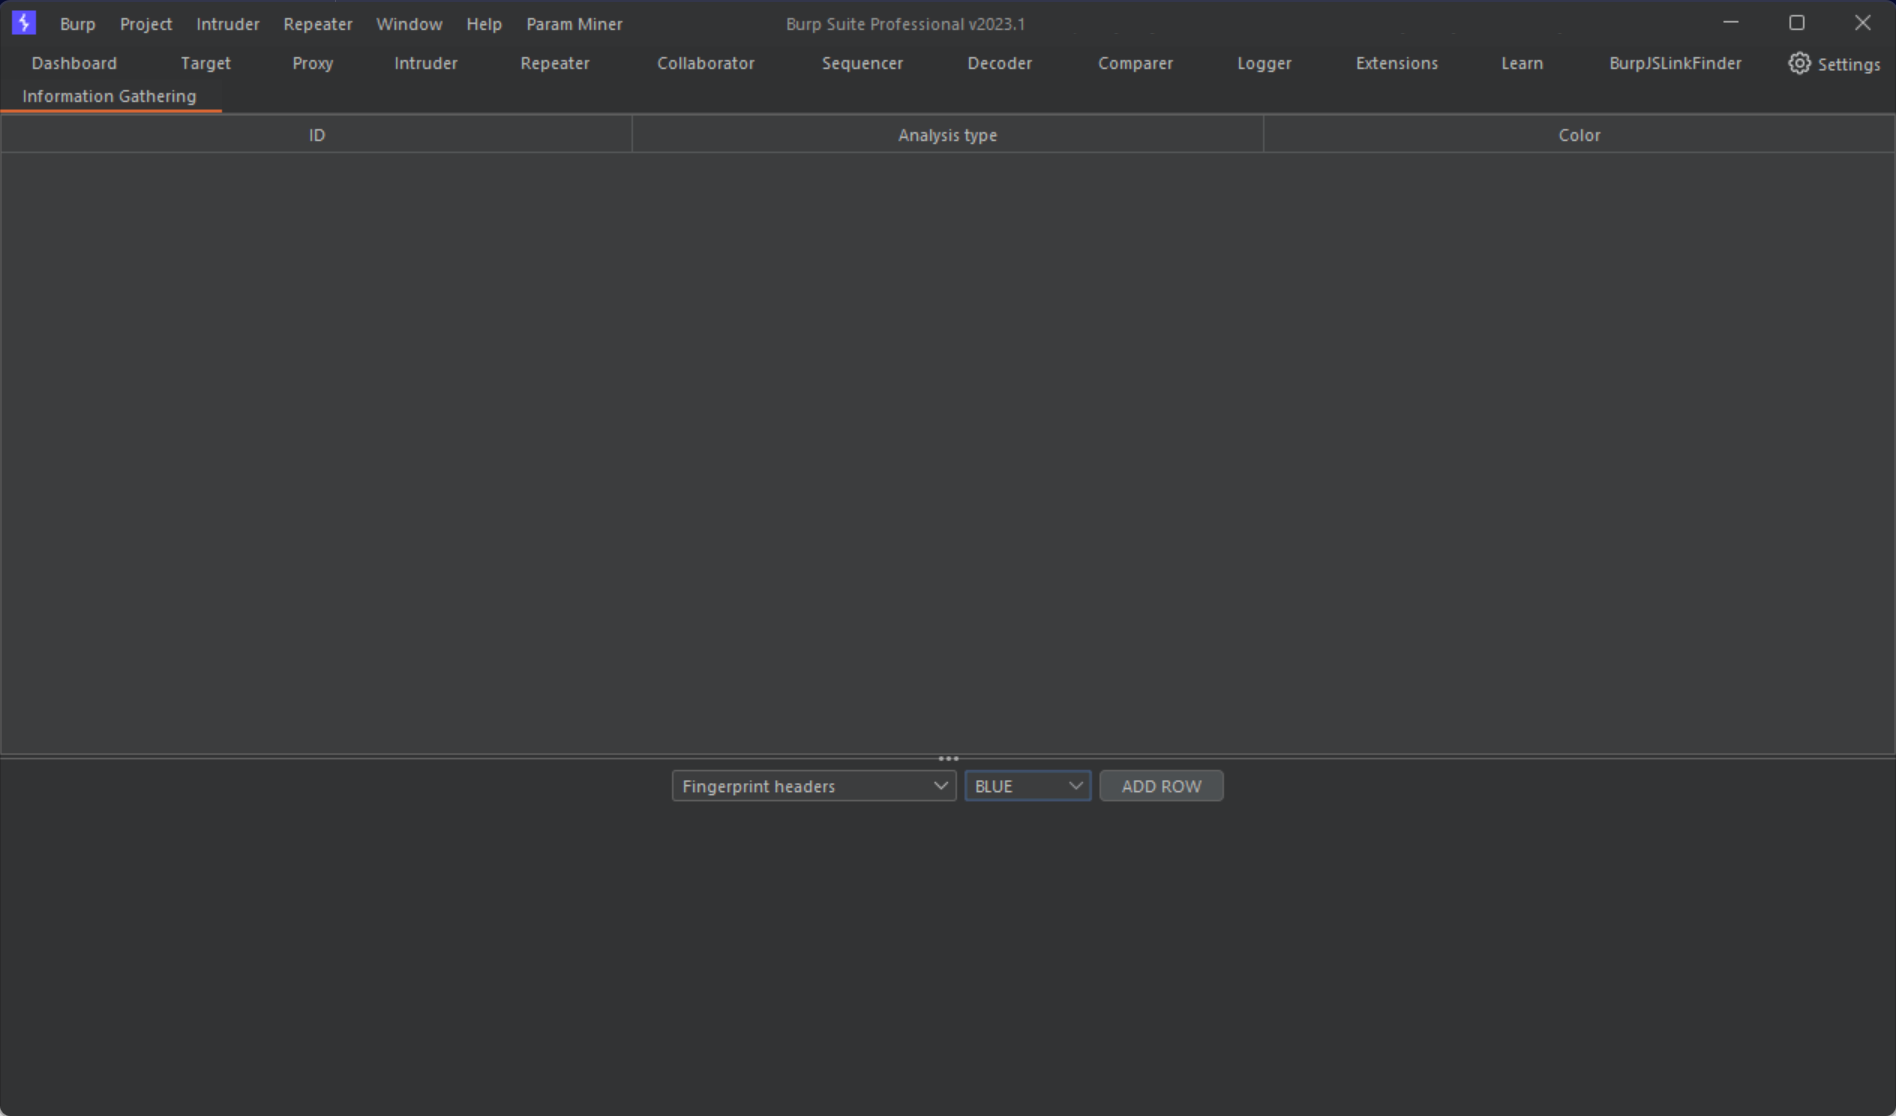 Burp Project Intruder Repeater Window Help Param Miner Burp Suite Professional v2023.1
Dashboard Target Proxy Intruder Repeater Collaborator Sequencer Decoder Comparer Logger Extensions Learn BurpJSLinkFinder Settings
Information Gathering
ID Analysis type Color
Fingerprint headers BLUE ADD ROW